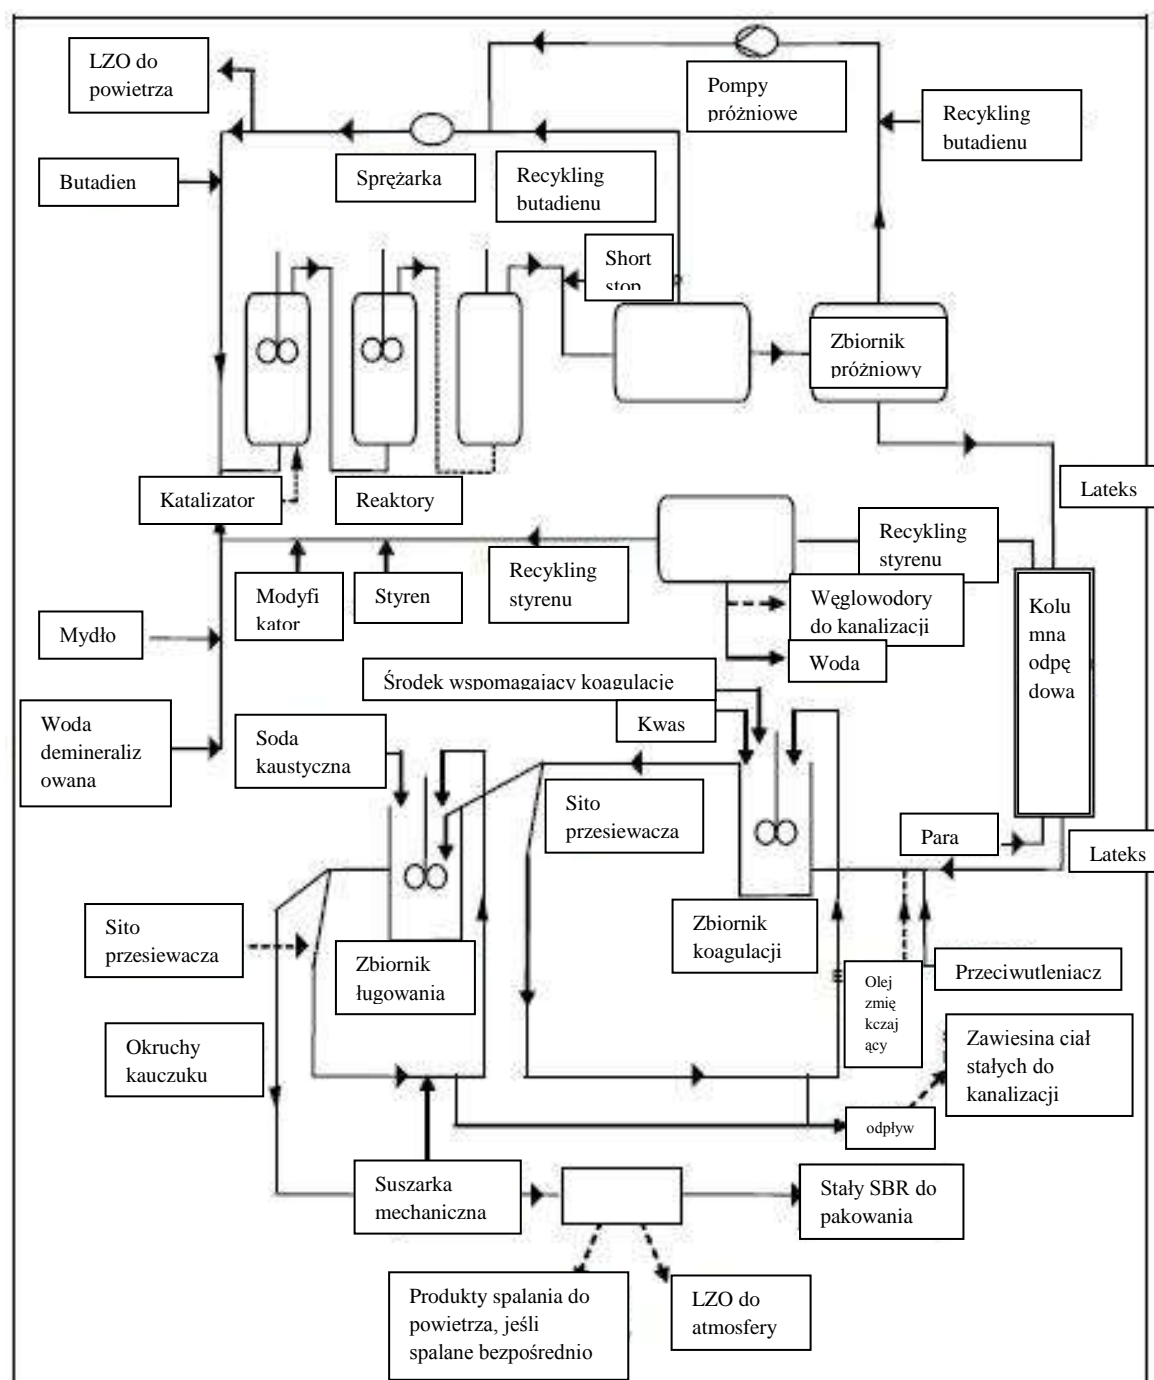 LZO do
powietrza
Pompy
próżniowe
Recykling
butadienu
Butadien
Sprężarka
Recykling
butadienu
Short
stop
Zbiornik
próżniowy
Katalizator
Reaktory
Lateks
Recykling
styrenu
Recykling
styrenu
Modyfi
kator
Styren
Węglowodory
do kanalizacji
Kolu
mna
odpę
dowa
Mydło
Woda
Środek wspomagający koagulację
Kwas
Woda
demineraliz
owana
Soda
kaustyczna
Sito
przesiewacza
Para
Lateks
Sito
przesiewacza
Zbiornik
ługowania
Zbiornik
koagulacji
Olej
zmię
kczaj
ący
Przeciwutleniacz
Okruchy
kauczuku
Zawiesina ciał
stałych do
kanalizacji
odpływ
Suszarka
mechaniczna
Stały SBR do
pakowania
Produkty spalania do
powietrza, jeśli
spalane bezpośrednio
LZO do
atmosfery